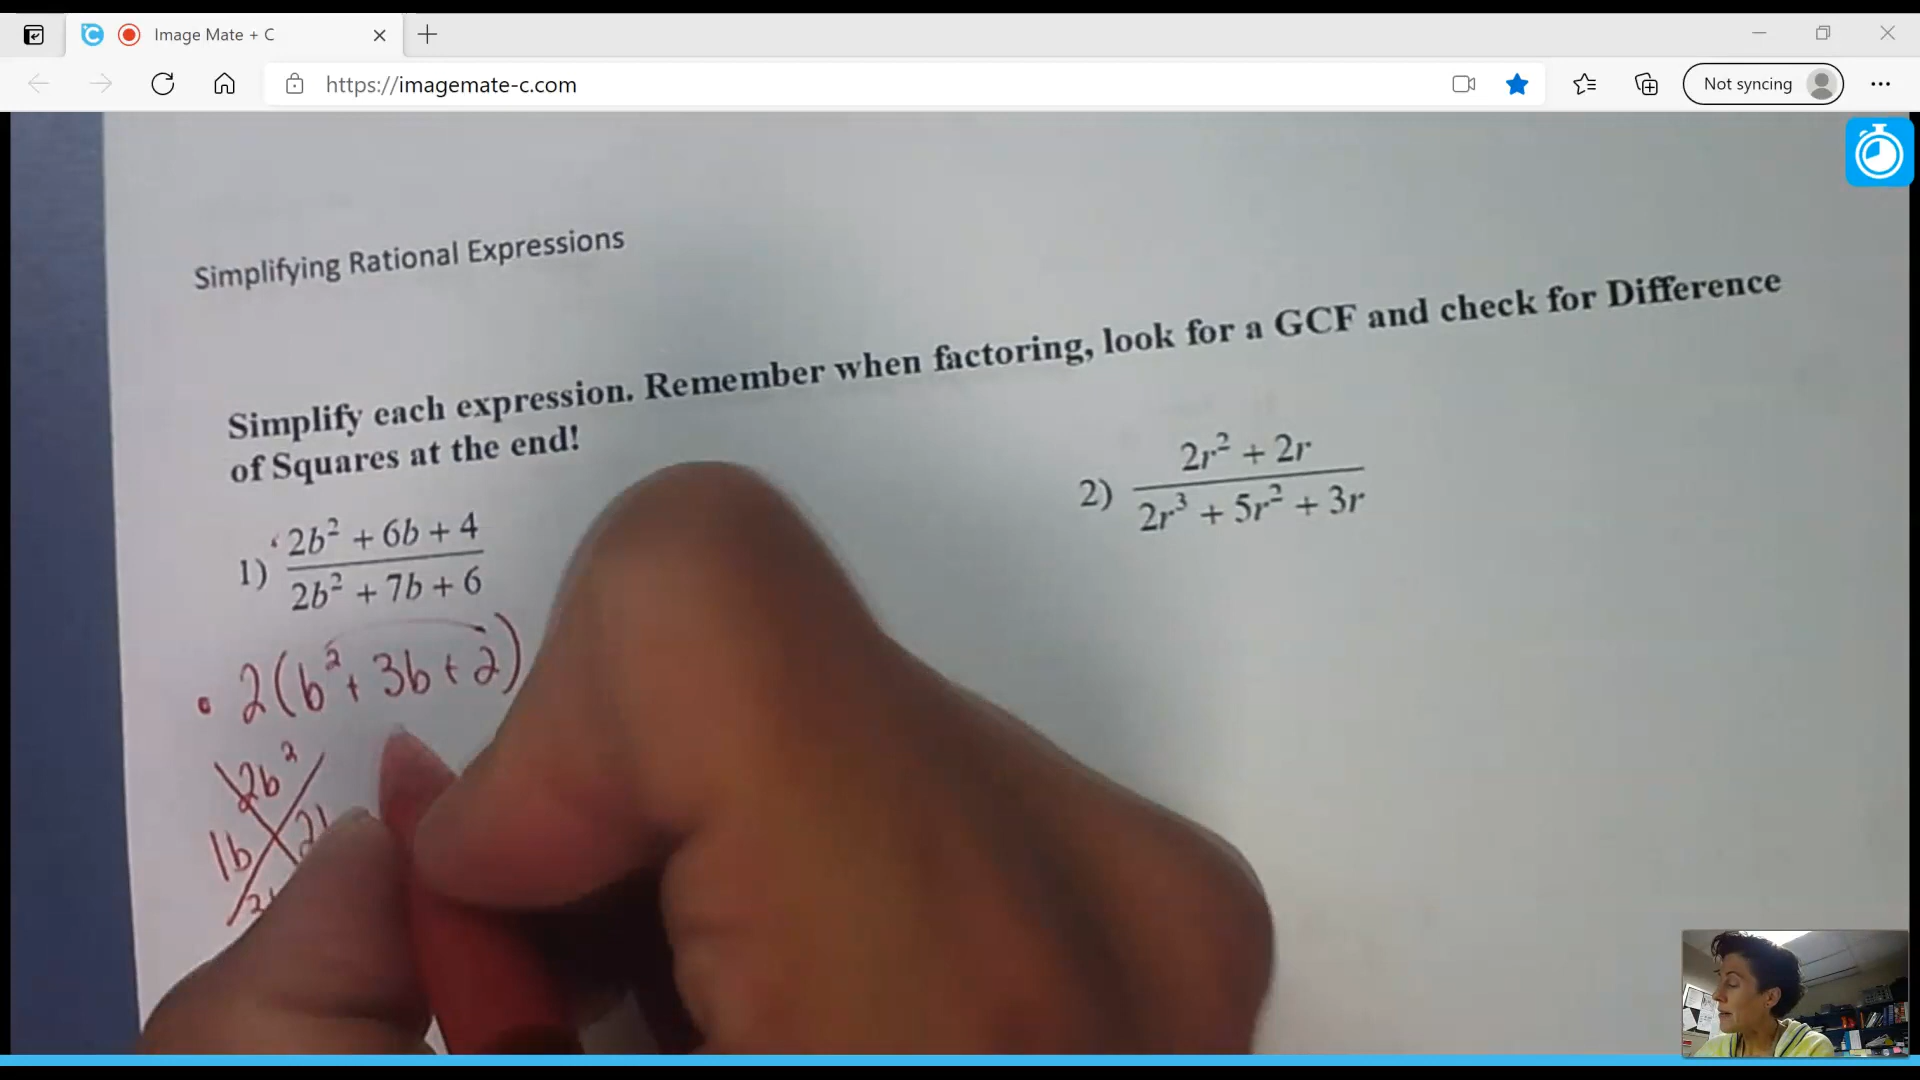 Image Mate + C
https://imagemate-c.com
Not syncing
Simplifying Rational Expressions
Simplify each expression. Remember when factoring, look for a GCF and check for Difference
of Squares at the end!
1) 2b² + 6b + 4
2b² + 7b + 6
2(b² + 3b + 2)
2b²
1b
2) 2r² + 2r
2r³ + 5r² + 3r